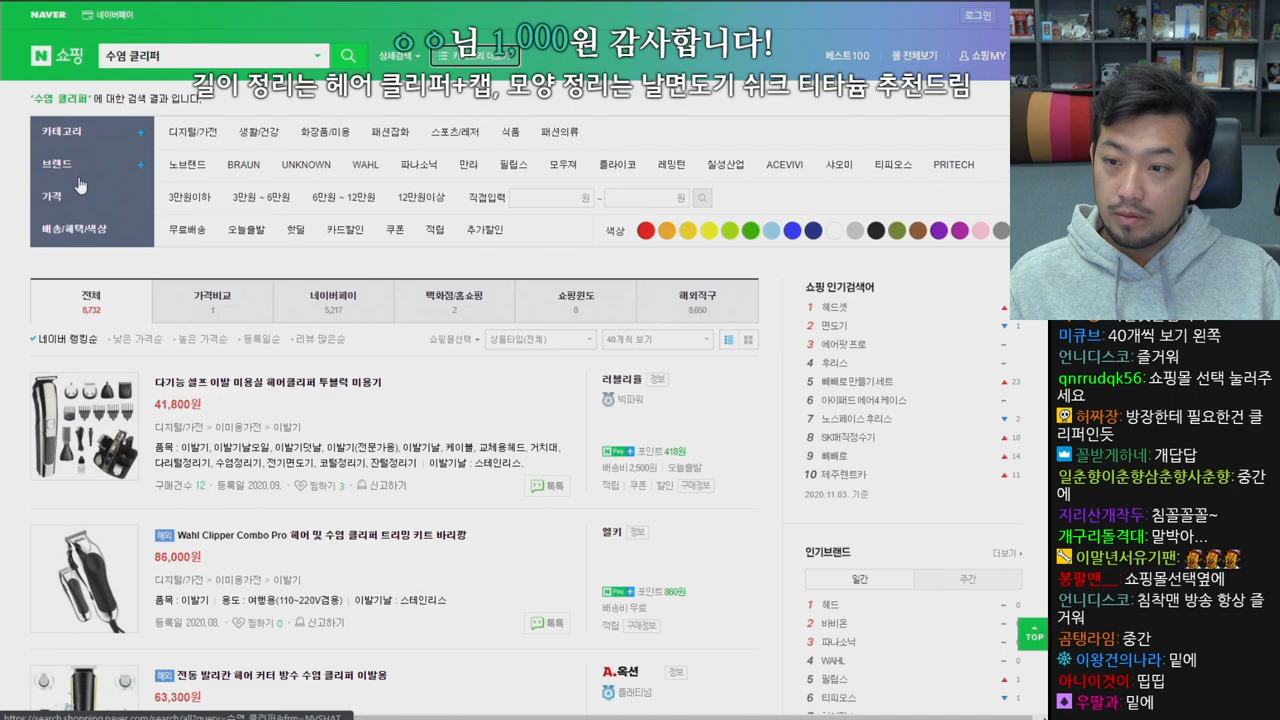 NAVER 네이버페이 로그인
ㅇㅇ님 1,000원 감사합니다!
N 쇼핑 수염 클리퍼 상세검색 베스트100 몰 전체보기 쇼핑MY
길이 정리는 헤어 클리퍼+캡, 모양 정리는 날면도기 쉬크 티타늄 추천드림
'수염 클리퍼'에 대한 검색 결과 입니다.
카테고리 + 디지털/가전 생활/건강 화장품/미용 패션잡화 스포츠/레저 식품 패션의류
브랜드 + 노브랜드 BRAUN UNKNOWN WAHL 파나소닉 만라 필립스 모우져 플라이코 레밍턴 칠성산업 ACEVIVI 샤오미 티피오스 PRITECH
가격 3만원이하 3만원 ~ 6만원 6만원 ~ 12만원 12만원이상 직접입력 원 ~ 원
배송/혜택/색상 무료배송 오늘출발 핫딜 카드할인 쿠폰 적립 추가할인 색상
전체 가격비교 네이버페이 백화점/홈쇼핑 쇼핑윈도 해외직구
8,732 1 5,217 2 0 8,650
네이버 랭킹순 낮은 가격순 높은 가격순 등록일순 리뷰 많은순 쇼핑몰선택 상품타입(전체) 40개씩 보기
다기능 셀프 이발 미용실 헤어클리퍼 투블럭 미용기
41,800원
디지털/가전 > 이미용가전 > 이발기
품목 : 이발기, 이발기날오일, 이발기덧날, 이발기(전용가용), 이발기날, 케이블, 교체용헤드, 거치대,
다리털정리기, 수염정리기, 전기면도기, 코털정리기, 잔털정리기 이발기날 : 스테인리스,
구매건수 12 · 등록일 2020.09. · 찜하기 3 · 신고하기
톡톡
러블리율 정보
빅파워
N Pay + 포인트 418원
배송비 2,500원 오늘출발
적립 쿠폰 할인 구매정보
해외 Wahl Clipper Combo Pro 헤어 및 수염 클리퍼 트리밍 키트 바리깡
86,000원
디지털/가전 > 이미용가전 > 이발기
품목 : 이발기 용도 : 여행용(110~220V겸용) 이발기날 : 스테인리스
등록일 2020.08. · 찜하기 0 · 신고하기
톡톡
헬키 정보
N Pay + 포인트 860원
배송비 무료
적립 구매정보
해외 전동 발리칸 헤어 커터 방수 수염 클리퍼 이발용
63,300원
A.옥션 정보
플래티넘
쇼핑 인기검색어
1 헤드셋
2 면도기 1
3 에어팟 프로
4 후리스
5 빼빼로만들기세트 23
6 아이패드 에어4 케이스
7 노스페이스 후리스 2
8 SK매직정수기 10
9 빼빼로 14
10 제주렌트카 11
2020.11.03. 기준
인기브랜드 더보기
일간 주간
1 헤드 0
2 바비온 0
3 파나소닉 0
4 WAHL 0
5 필립스 1
6 티피오스 1
TOP
미큐브: 40개씩 보기 왼쪽
언니디스코: 즐거워
qnrrudqk56: 쇼핑몰 선택 눌러주
세요
허짜장: 방장한테 필요한건 클
리퍼인듯
꼴받게하네: 개답답
일춘향이춘향삼춘향사춘향: 중간
에
지리산개작두: 침꼴꼴꼴~
개구리돌격대: 말박아...
이말년서유기팬:
봉팔맨__: 쇼핑몰선택옆에
언니디스코: 침착맨 방송 항상 즐
거워
곰탱라임: 중간
이왕건의나라: 밑에
아니이것이: 띱띱
우딸과: 밑에